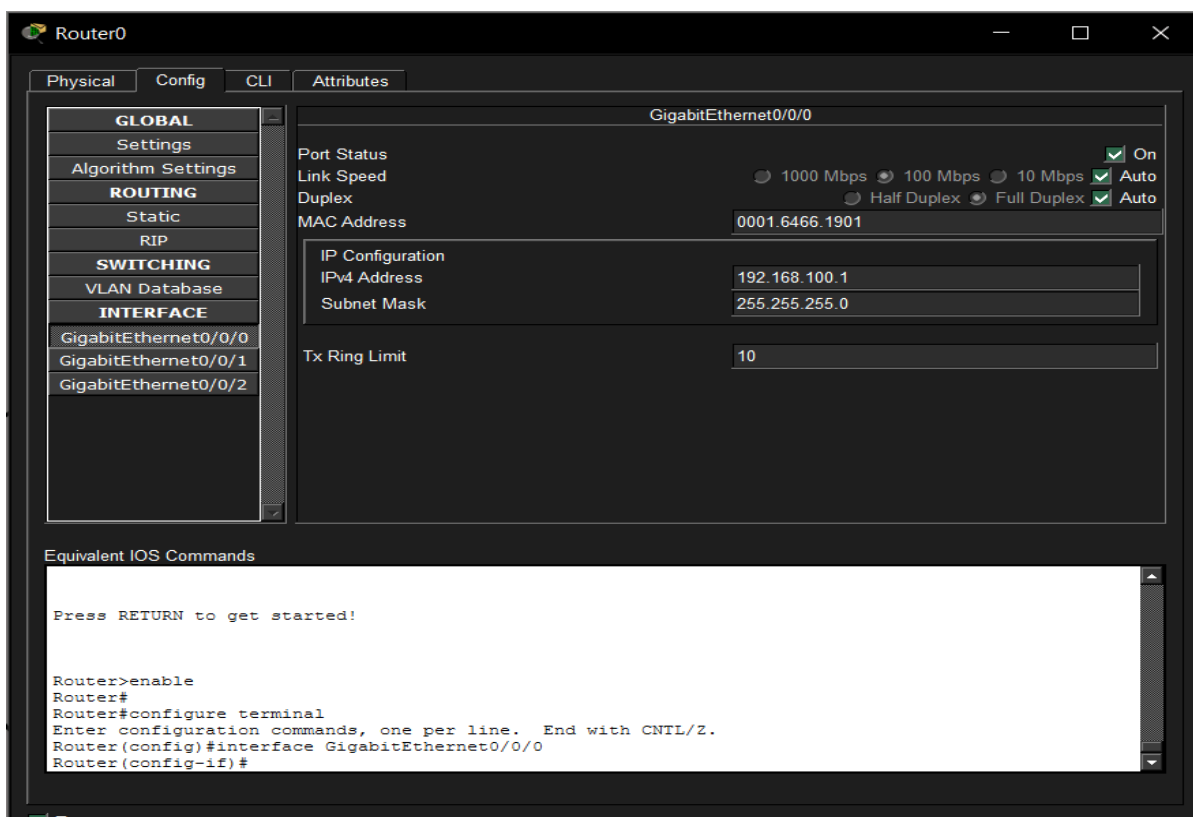 Router0
Physical Config CLI Attributes
GLOBAL
Settings
Algorithm Settings
ROUTING
Static
RIP
SWITCHING
VLAN Database
INTERFACE
GigabitEthernet0/0/0
GigabitEthernet0/0/1
GigabitEthernet0/0/2
GigabitEthernet0/0/0
Port Status On
Link Speed 1000 Mbps 100 Mbps 10 Mbps Auto
Duplex Half Duplex Full Duplex Auto
MAC Address 0001.6466.1901
IP Configuration
IPv4 Address 192.168.100.1
Subnet Mask 255.255.255.0
Tx Ring Limit 10
Equivalent IOS Commands
Press RETURN to get started!
Router>enable
Router#
Router#configure terminal
Enter configuration commands, one per line.  End with CNTL/Z.
Router(config)#interface GigabitEthernet0/0/0
Router(config-if)#